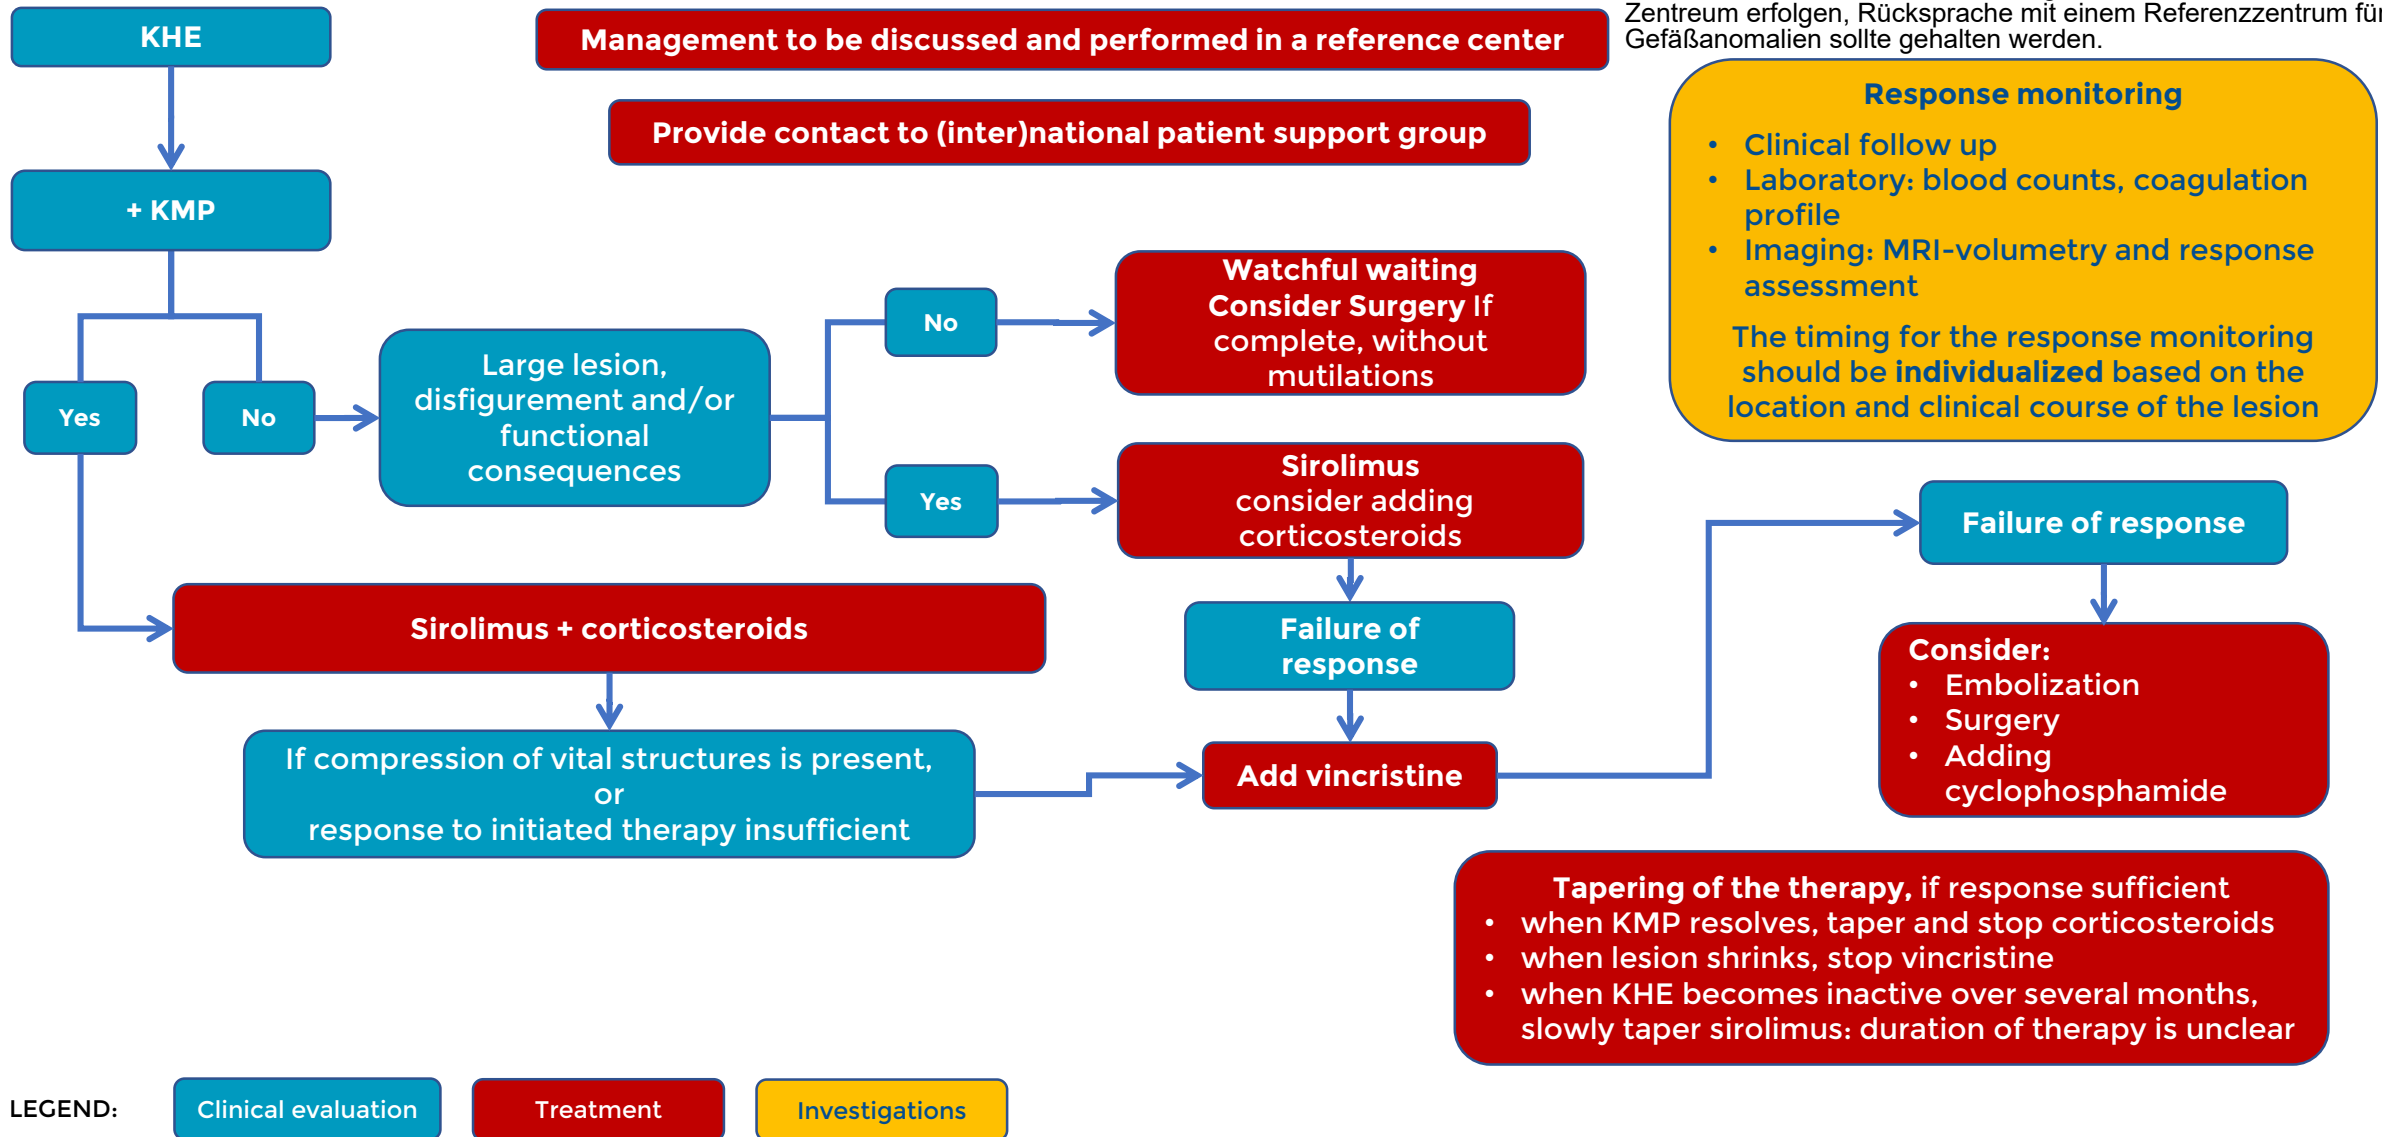 KHE
Management to be discussed and performed in a reference center
Zentreum erfolgen, Rücksprache mit einem Referenzzentrum für
Gefäßanomalien sollte gehalten werden.
Provide contact to (inter)national patient support group
+ KMP
Response monitoring
• Clinical follow up
• Laboratory: blood counts, coagulation
profile
• Imaging: MRI-volumetry and response
assessment
The timing for the response monitoring
should be individualized based on the
location and clinical course of the lesion
Yes
No
Large lesion,
disfigurement and/or
functional
consequences
No
Watchful waiting
Consider Surgery If
complete, without
mutilations
Yes
Sirolimus
consider adding
corticosteroids
Failure of response
Sirolimus + corticosteroids
Failure of
response
Consider:
• Embolization
• Surgery
• Adding
cyclophosphamide
If compression of vital structures is present,
or
response to initiated therapy insufficient
Add vincristine
Tapering of the therapy, if response sufficient
• when KMP resolves, taper and stop corticosteroids
• when lesion shrinks, stop vincristine
• when KHE becomes inactive over several months,
slowly taper sirolimus: duration of therapy is unclear
LEGEND:
Clinical evaluation
Treatment
Investigations